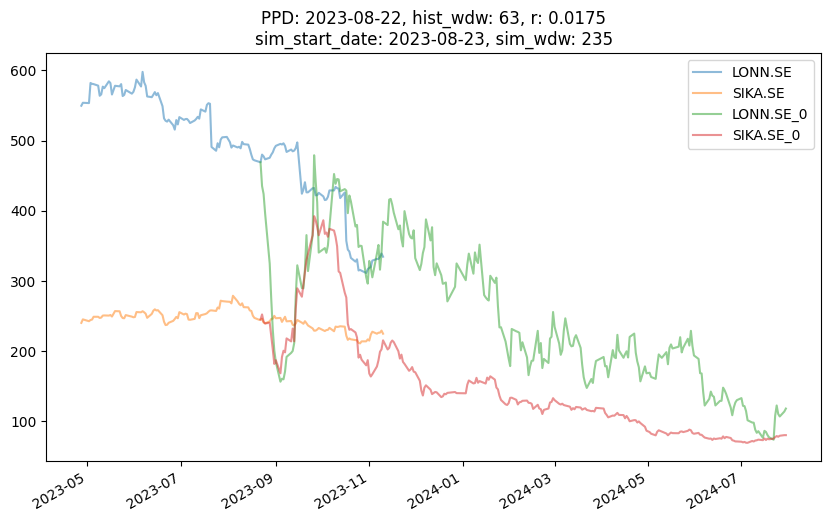 PPD: 2023-08-22, hist_wdw: 63, r: 0.0175
sim_start_date: 2023-08-23, sim_wdw: 235
LONN.SE
SIKA.SE
LONN.SE_0
SIKA.SE_0
600
500
400
300
200
100
2023-05
2023-07
2023-09
2023-11
2024-01
2024-03
2024-05
2024-07